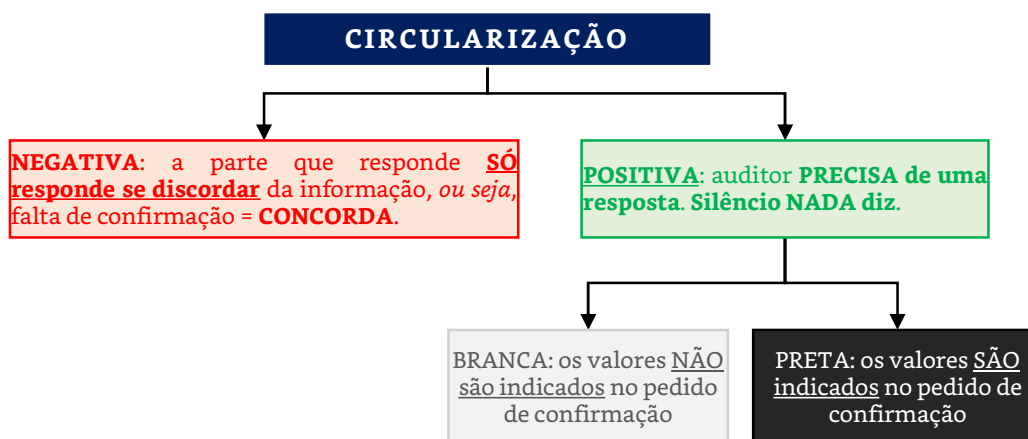 CIRCULARIZAÇÃO
NEGATIVA: a parte que responde SÓ
responde se discordar da informação, ou seja,
falta de confirmação = CONCORDA.
POSITIVA: auditor PRECISA de uma
resposta. Silêncio NADA diz.
BRANCA: os valores NÃO
são indicados no pedido
de confirmação
PRETA: os valores SÃO
indicados no pedido de
confirmação